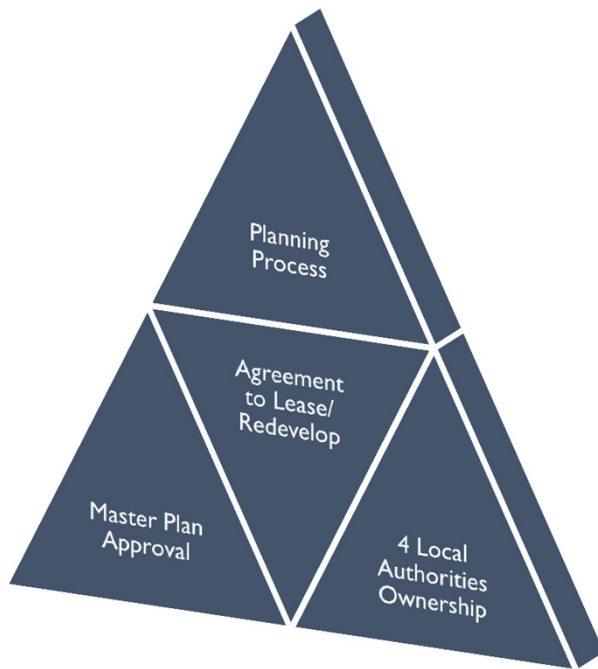 Planning
Process
Agreement
to Lease/
Redevelop
Master Plan
Approval
4 Local
Authorities
Ownership